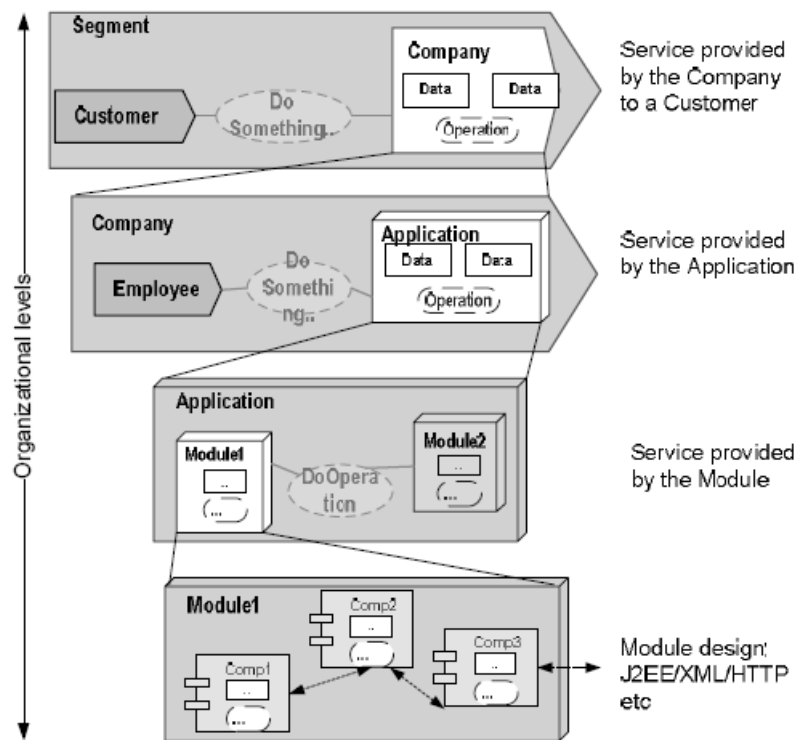 Segment
Company
Data
Data
Operation
Customer
Do
Something..
Service provided
by the Company
to a Customer
Company
Application
Data
Data
Operation
Employee
Do
Somethi
ng..
Service provided
by the Application
Organizational levels
Application
Module1
..
...
DoOpera
tion
Module2
..
...
Service provided
by the Module
Module1
Comp1
..
...
Comp2
..
...
Comp3
..
...
Module design:
J2EE/XML/HTTP
etc